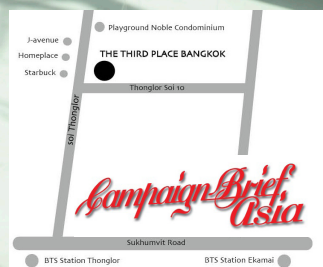 Playground Noble Condominium
J-avenue
Homeplace
THE THIRD PLACE BANGKOK
Starbuck
Thonglor Soi 10
soi Thonglor
Campaign Brief
Asia
Sukhumvit Road
BTS Station Thonglor
BTS Station Ekamai